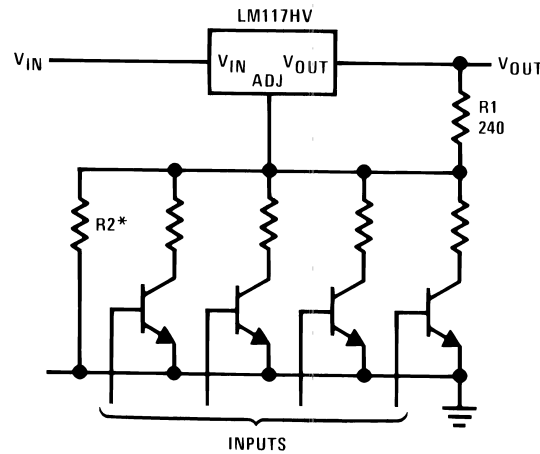 LM117HV
VIN
VIN
VOUT
ADJ
VOUT
R1
240
R2*
INPUTS